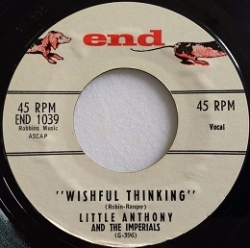 end
45 RPM
END 1039
Robbins Music
ASCAP
45 RPM
Vocal
"WISHFUL THINKING"
(Robin-Ranger)
LITTLE ANTHONY
AND THE IMPERIALS
(G-396)